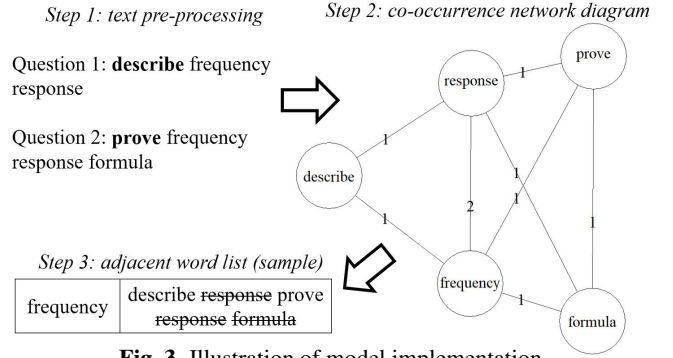 Step 1: text pre-processing
Step 2: co-occurrence network diagram
Question 1: describe frequency
response
Question 2: prove frequency
response formula
response
prove
describe
frequency
formula
1
1
1
2
1
1
1
1
Step 3: adjacent word list (sample)
frequency
describe response prove
response formula
Fig. 3. Illustration of model implementation